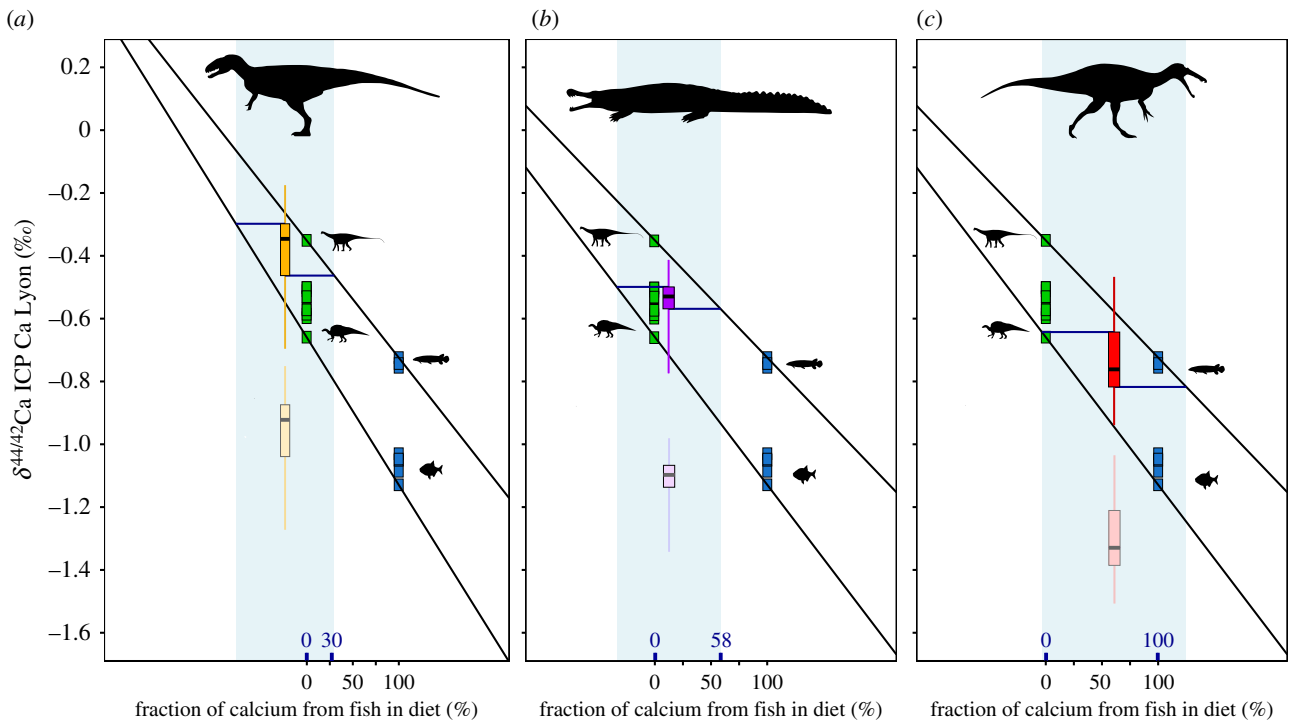 (a) (b) (c)
δ44/42Ca ICP Ca Lyon (‰)
0.2
0
–0.2
–0.4
–0.6
–0.8
–1.0
–1.2
–1.4
–1.6
0 30 0 58 0 100
0 50 100 0 50 100 0 50 100
fraction of calcium from fish in diet (%) fraction of calcium from fish in diet (%) fraction of calcium from fish in diet (%)